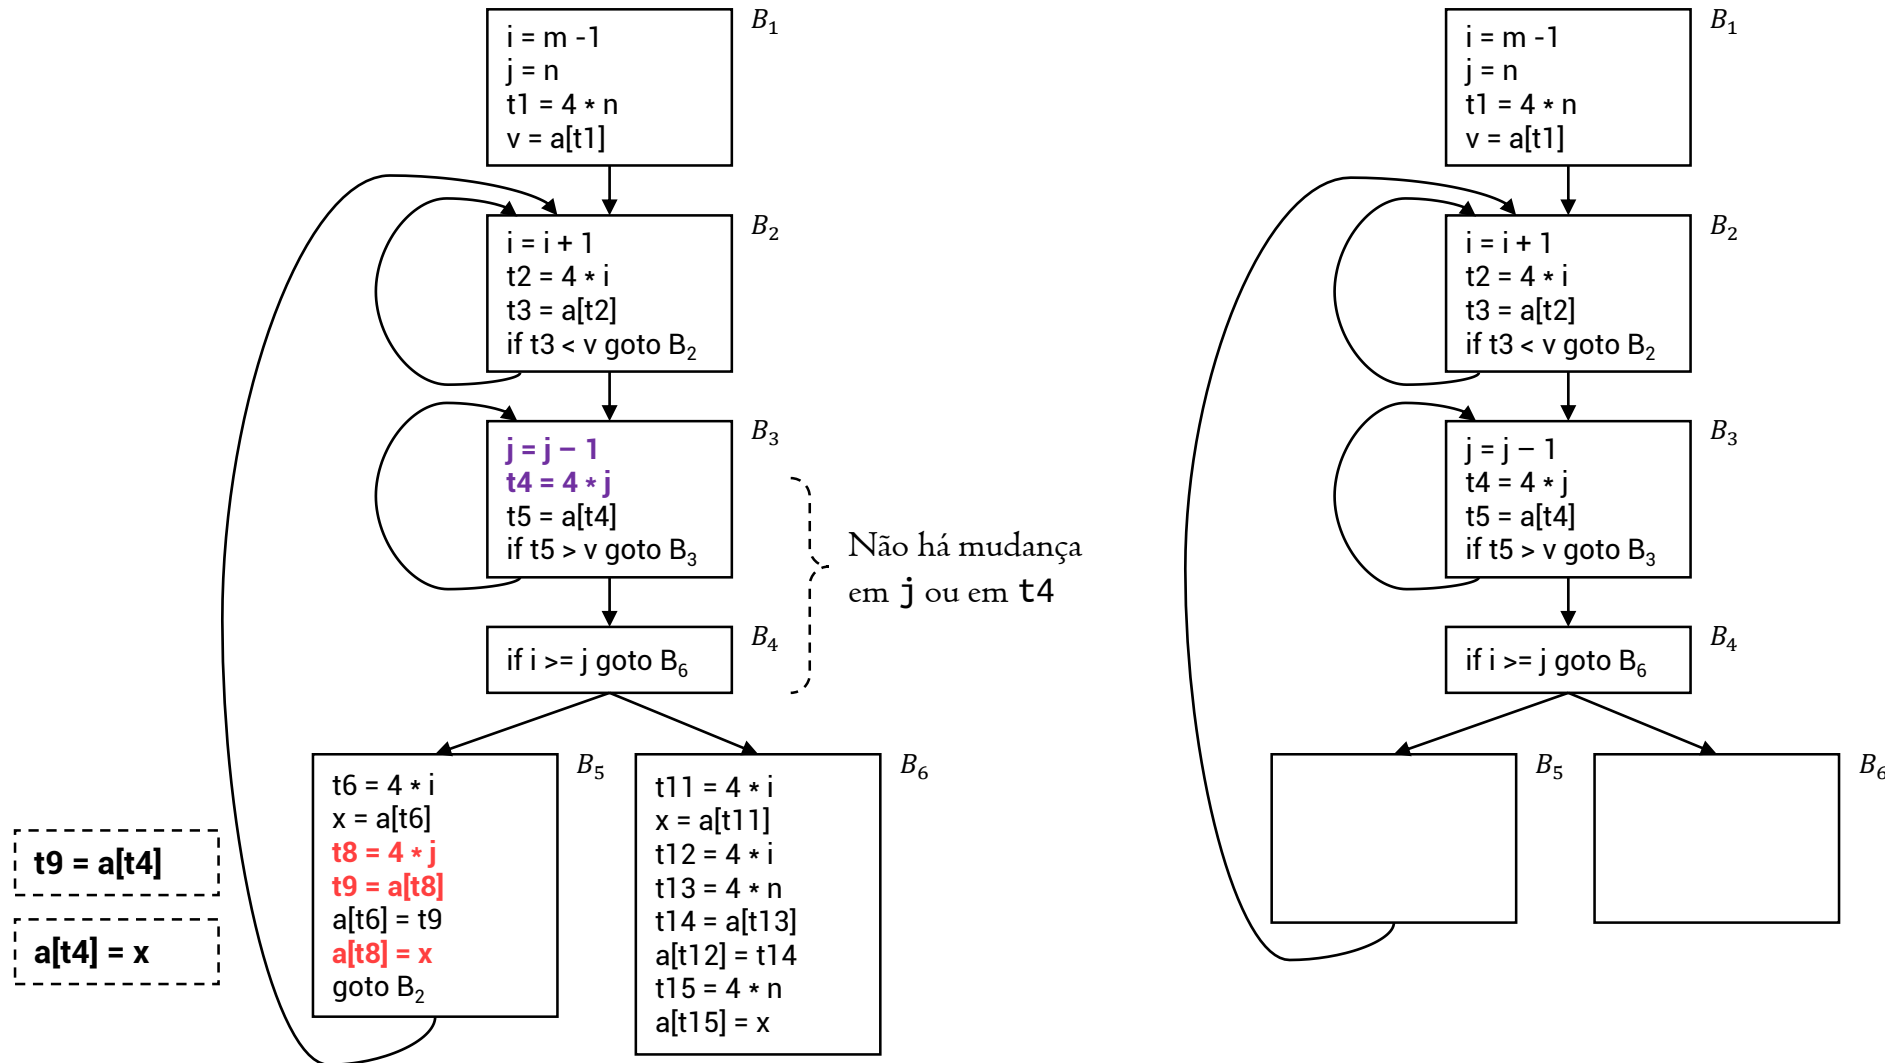 B₁
i = m -1
j = n
t1 = 4 * n
v = a[t1]
B₂
i = i + 1
t2 = 4 * i
t3 = a[t2]
if t3 < v goto B₂
B₃
j = j – 1
t4 = 4 * j
t5 = a[t4]
if t5 > v goto B₃
Não há mudança
em j ou em t4
B₄
if i >= j goto B₆
B₅
t6 = 4 * i
x = a[t6]
t8 = 4 * j
t9 = a[t8]
a[t6] = t9
a[t8] = x
goto B₂
t9 = a[t4]
a[t4] = x
B₆
t11 = 4 * i
x = a[t11]
t12 = 4 * i
t13 = 4 * n
t14 = a[t13]
a[t12] = t14
t15 = 4 * n
a[t15] = x
B₁
i = m -1
j = n
t1 = 4 * n
v = a[t1]
B₂
i = i + 1
t2 = 4 * i
t3 = a[t2]
if t3 < v goto B₂
B₃
j = j – 1
t4 = 4 * j
t5 = a[t4]
if t5 > v goto B₃
B₄
if i >= j goto B₆
B₅
B₆